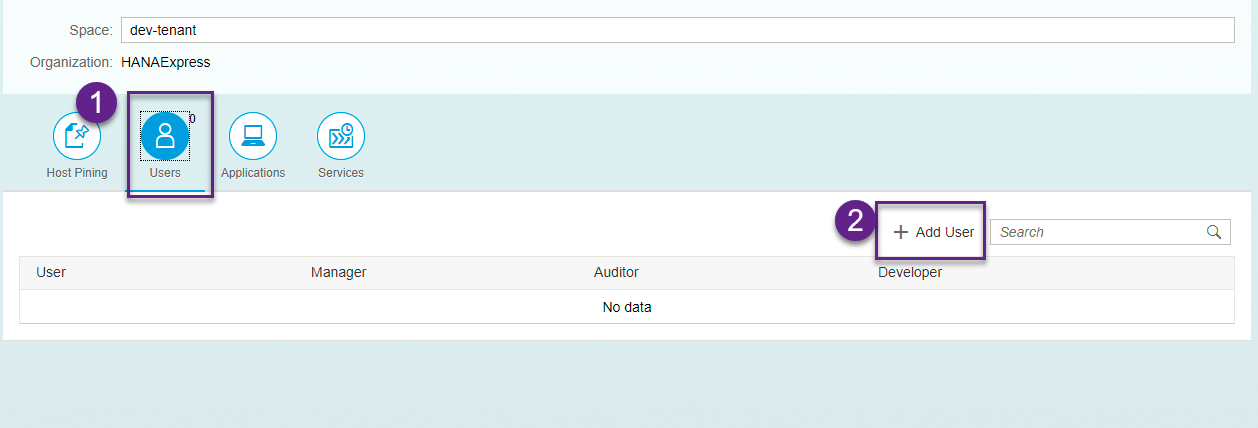 Space: dev-tenant
Organization: HANAExpress
1
0
Host Pining Users Applications Services
2
+ Add User Search
User Manager Auditor Developer
No data